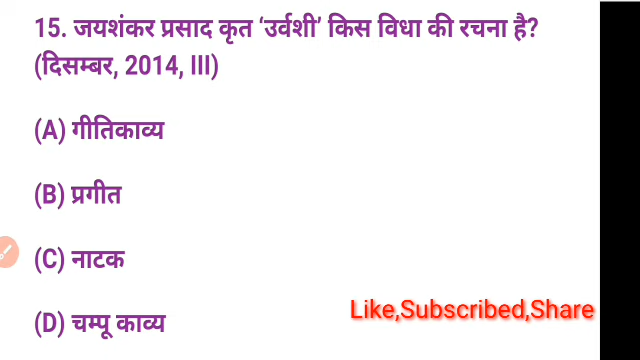 15. जयशंकर प्रसाद कृत ‘उर्वशी’ किस विधा की रचना है?
(दिसम्बर, 2014, III)
(A) गीतिकाव्य
(B) प्रगीत
(C) नाटक
(D) चम्पू काव्य
Like,Subscribed,Share